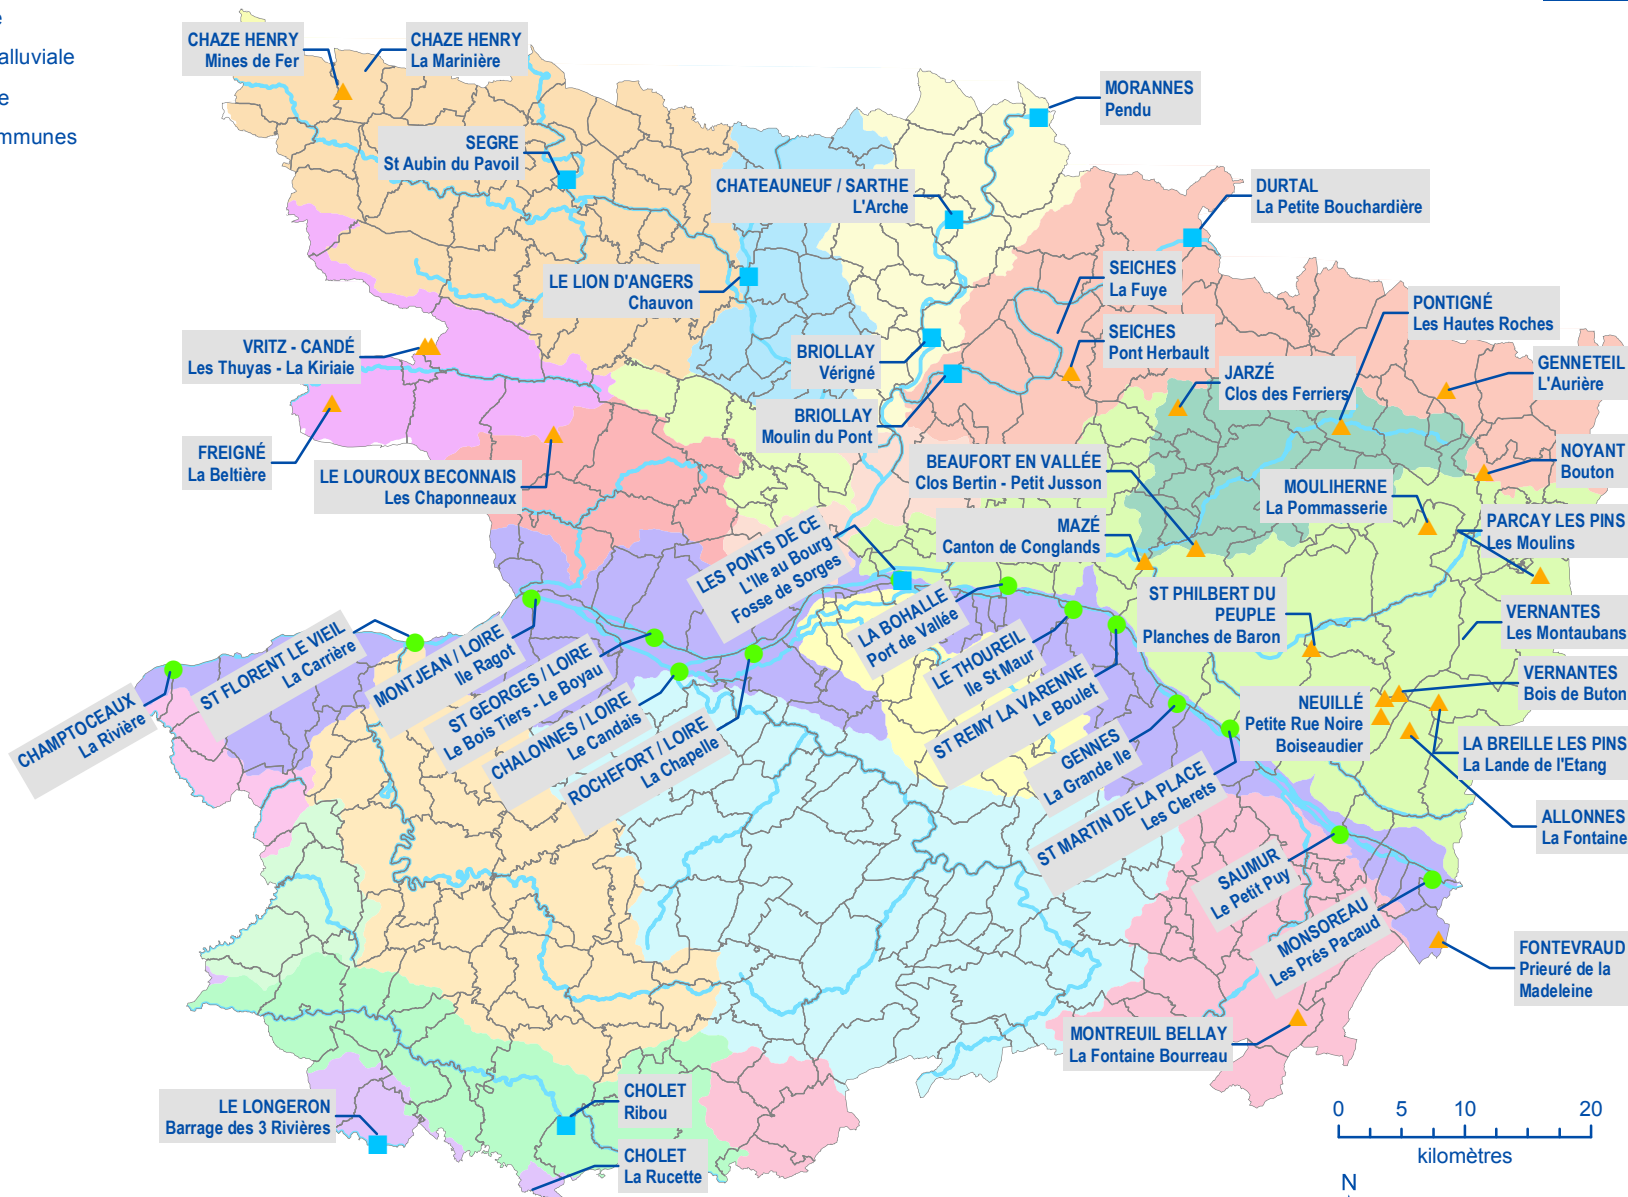 e
alluviale
e
mmunes
CHAZE HENRY
Mines de Fer
CHAZE HENRY
La Marinière
MORANNES
Pendu
SEGRE
St Aubin du Pavoil
CHATEAUNEUF / SARTHE
L'Arche
DURTAL
La Petite Bouchardière
LE LION D'ANGERS
Chauvon
SEICHES
La Fuye
PONTIGNÉ
Les Hautes Roches
VRITZ - CANDÉ
Les Thuyas - La Kiriaie
BRIOLLAY
Vérigné
SEICHES
Pont Herbault
GENNETEIL
L'Aurière
JARZÉ
Clos des Ferriers
BRIOLLAY
Moulin du Pont
FREIGNÉ
La Beltière
LE LOUROUX BECONNAIS
Les Chaponneaux
BEAUFORT EN VALLÉE
Clos Bertin - Petit Jusson
NOYANT
Bouton
MOULIHERNE
La Pommasserie
MAZÉ
Canton de Conglands
PARCAY LES PINS
Les Moulins
LES PONTS DE CE
L'Ile au Bourg
Fosse de Sorges
ST PHILBERT DU
PEUPLE
Planches de Baron
VERNANTES
Les Montaubans
LA BOHALLE
Port de Vallée
LE THOUREIL
Ile St Maur
ST REMY LA VARENNE
Le Boulet
VERNANTES
Bois de Buton
NEUILLÉ
Petite Rue Noire
Boiseaudier
CHAMPTOCEAUX
La Rivière
ST FLORENT LE VIEIL
La Carrière
MONTJEAN / LOIRE
Ile Ragot
ST GEORGES / LOIRE
Le Bois Tiers - Le Boyau
CHALONNES / LOIRE
Le Candais
ROCHEFORT / LOIRE
La Chapelle
GENNES
La Grande Ile
LA BREILLE LES PINS
La Lande de l'Etang
ST MARTIN DE LA PLACE
Les Clerets
ALLONNES
La Fontaine
SAUMUR
Le Petit Puy
MONSOREAU
Les Prés Pacaud
FONTEVRAUD
Prieuré de la
Madeleine
MONTREUIL BELLAY
La Fontaine Bourreau
LE LONGERON
Barrage des 3 Rivières
CHOLET
Ribou
CHOLET
La Rucette
0 5 10 20
kilomètres
N